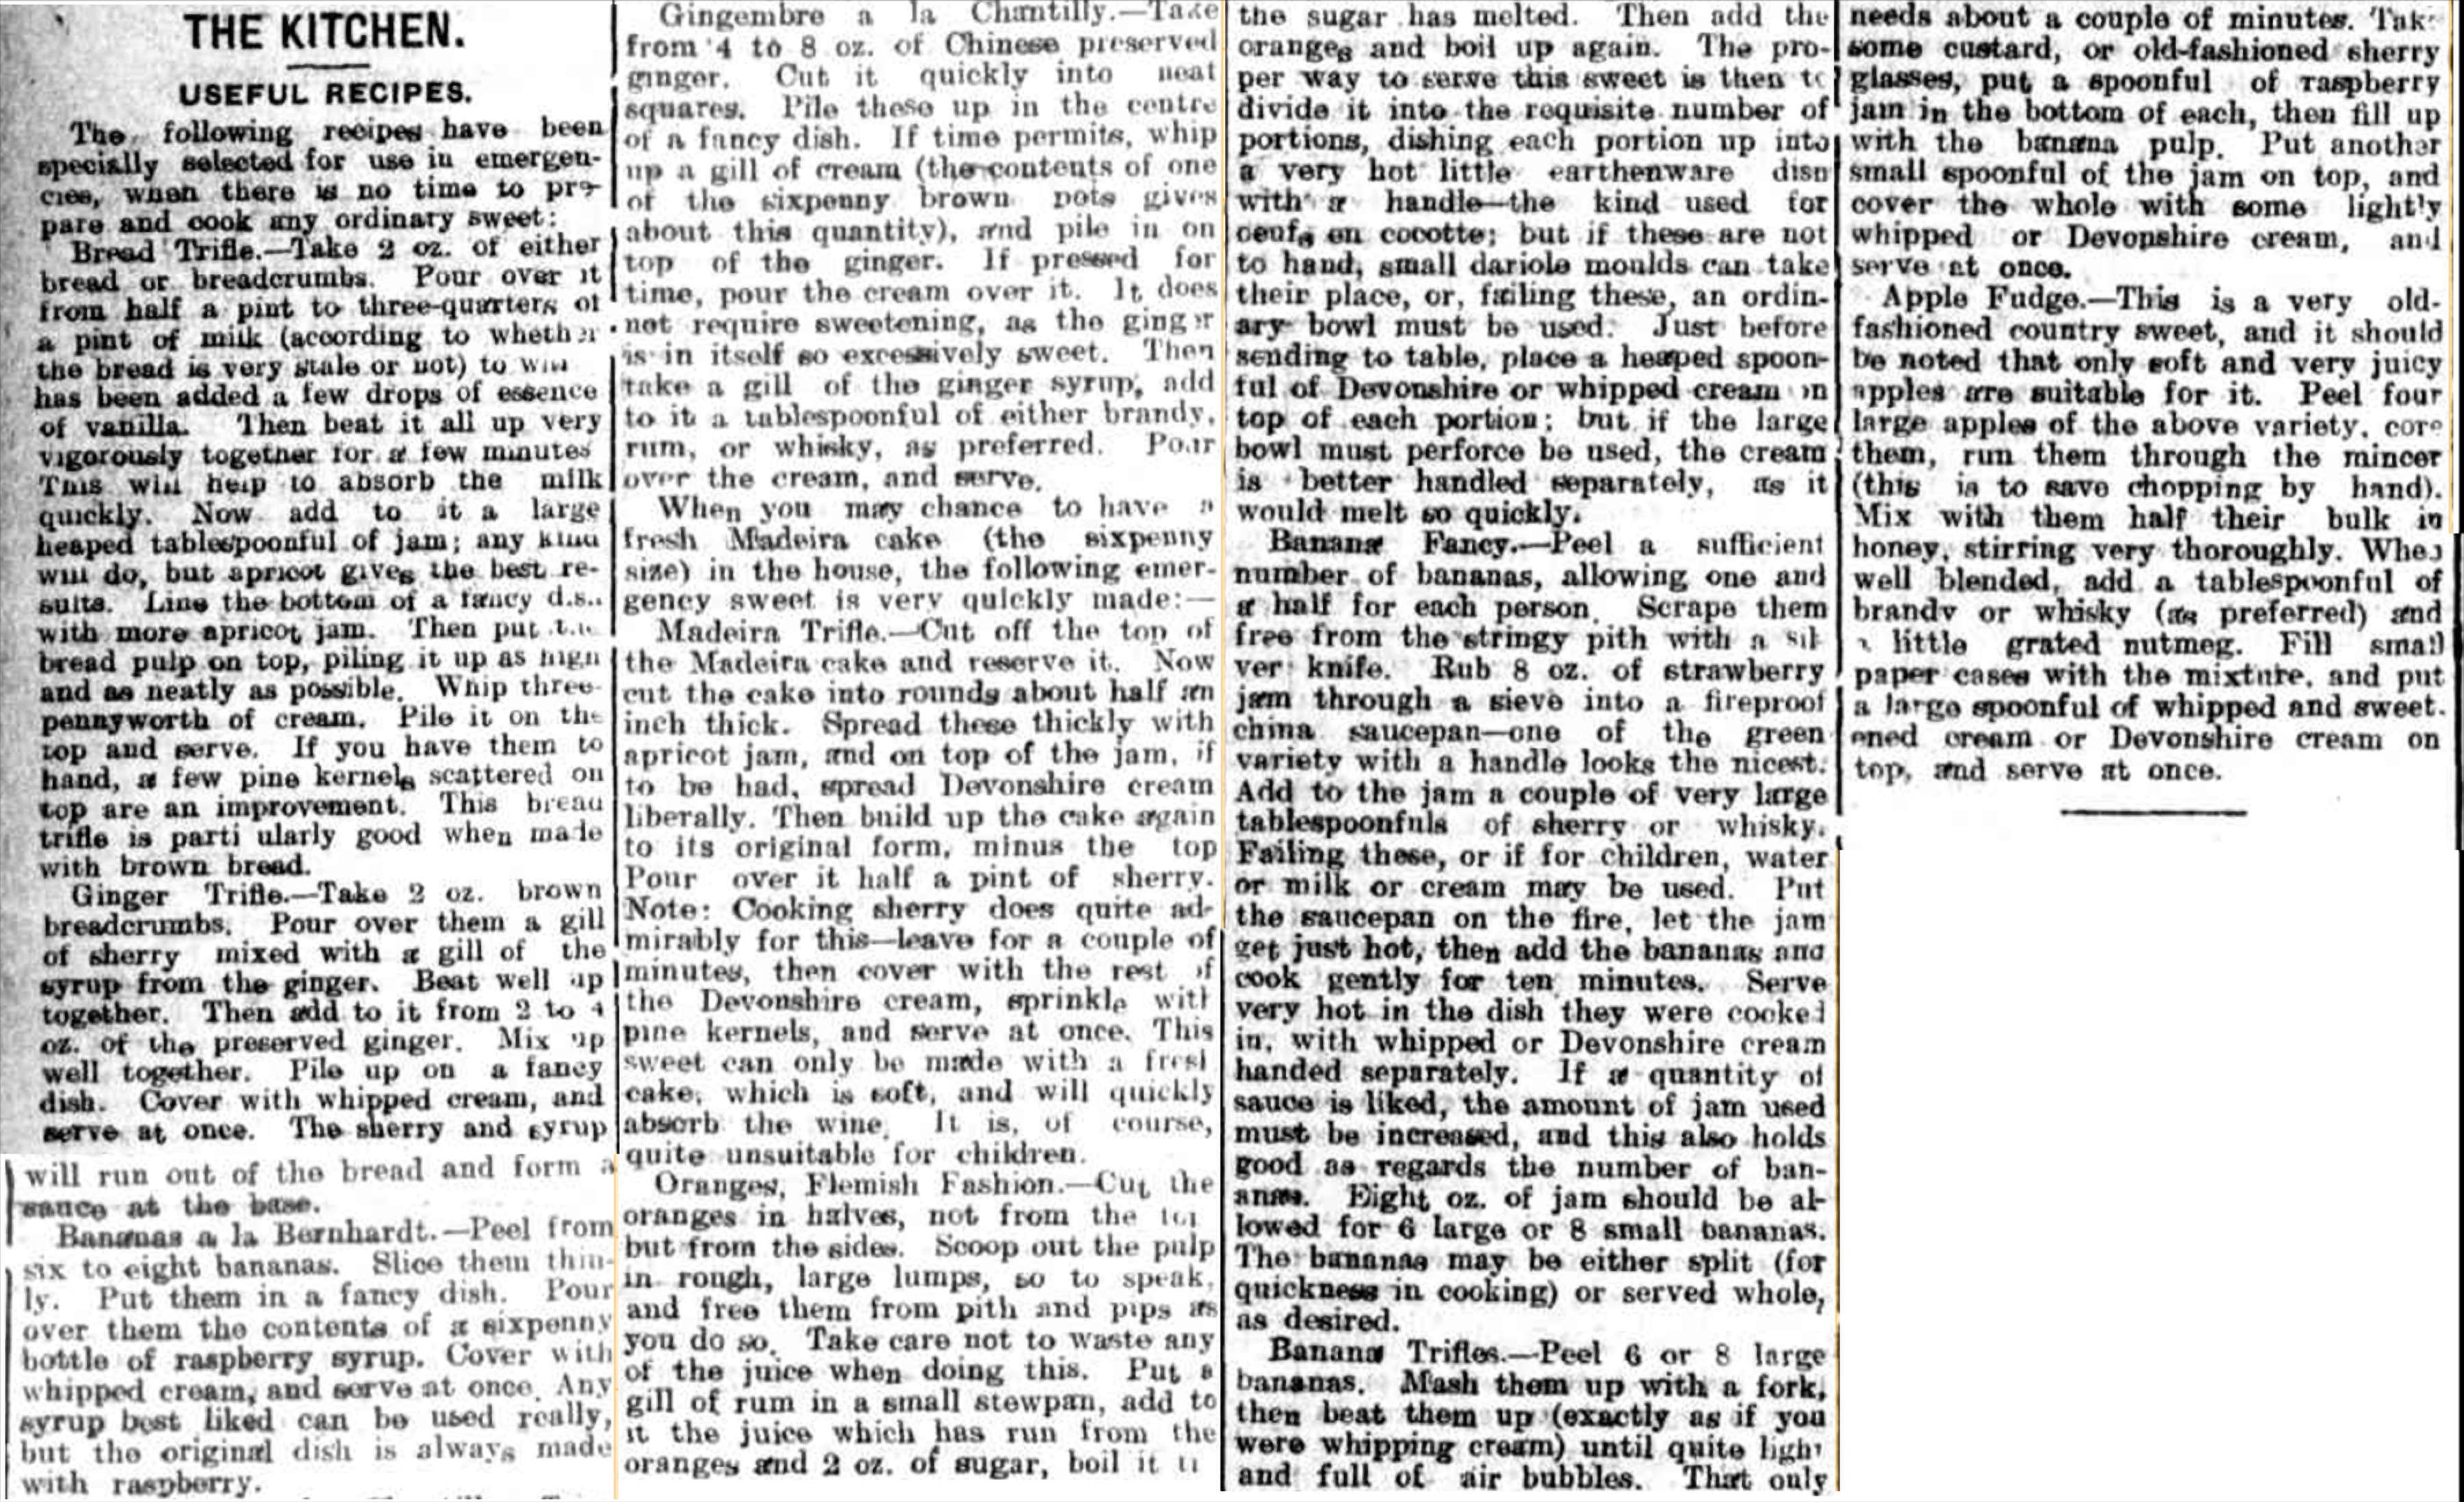 THE KITCHEN.
USEFUL RECIPES.
The following recipes have been
specially selected for use in emergen-
cies, when there is no time to pre-
pare and cook any ordinary sweet:
Bread Trifle.—Take 2 oz. of either
bread or breadcrumbs. Pour over it
from half a pint to three-quarters of
a pint of milk (according to whether
the bread is very stale or not) to
has been added a few drops of essence
of vanilla. Then beat it all up very
vigorously together for a few minutes
This will help to absorb the milk
quickly. Now add to it a large
heaped tablespoonful of jam; any kind
will do, but apricot gives the best re-
sults. Line the bottom of a fancy
with more apricot jam. Then put the
bread pulp on top, piling it up as high
and as neatly as possible. Whip three-
pennyworth of cream. Pile it on the
top and serve. If you have them to
hand, a few pine kernels scattered on
top are an improvement. This bread
trifle is parti ularly good when made
with brown bread.
Ginger Trifle.—Take 2 oz. brown
breadcrumbs. Pour over them a gill
of sherry mixed with a gill of the
syrup from the ginger. Beat well up
together. Then add to it from 2 to 4
oz. of the preserved ginger. Mix up
well together. Pile up on a fancy
dish. Cover with whipped cream, and
serve at once. The sherry and syrup
will run out of the bread and form a
sauce at the base.
Bananas a la Bernhardt.—Peel from
six to eight bananas. Slice them thin-
ly. Put them in a fancy dish. Pour
over them the contents of a sixpenny
bottle of raspberry syrup. Cover with
whipped cream, and serve at once. Any
syrup best liked can be used really,
but the original dish is always made
with raspberry.
Gingembre a la Chantilly.—Take
from 4 to 8 oz. of Chinese preserved
ginger. Cut it quickly into neat
squares. Pile these up in the centre
of a fancy dish. If time permits, whip
up a gill of cream (the contents of one
of the sixpenny brown pots gives
about this quantity), and pile in on
top of the ginger. If pressed for
time, pour the cream over it. It does
not require sweetening, as the ginger
is in itself so excessively sweet. Then
take a gill of the ginger syrup, add
to it a tablespoonful of either brandy,
rum, or whisky, as preferred. Pour
over the cream, and serve.
When you may chance to have a
fresh Madeira cake (the sixpenny
size) in the house, the following emer-
gency sweet is very quickly made:—
Madeira Trifle.—Cut off the top of
the Madeira cake and reserve it. Now
cut the cake into rounds about half an
inch thick. Spread these thickly with
apricot jam, and on top of the jam, if
to be had, spread Devonshire cream
liberally. Then build up the cake again
to its original form, minus the top
Pour over it half a pint of sherry.
Note: Cooking sherry does quite ad-
mirably for this—leave for a couple of
minutes, then cover with the rest of
the Devonshire cream, sprinkle with
pine kernels, and serve at once. This
sweet can only be made with a fresh
cake, which is soft, and will quickly
absorb the wine. It is, of course,
quite unsuitable for children.
Oranges, Flemish Fashion.—Cut the
oranges in halves, not from the top
but from the sides. Scoop out the pulp
in rough, large lumps, so to speak,
and free them from pith and pips as
you do so. Take care not to waste any
of the juice when doing this. Put a
gill of rum in a small stewpan, add to
it the juice which has run from the
oranges and 2 oz. of sugar, boil it
the sugar has melted. Then add the
oranges and boil up again. The pro-
per way to serve this sweet is then to
divide it into the requisite number of
portions, dishing each portion up into
a very hot little earthenware dish
with a handle—the kind used for
oeufs en cocotte; but if these are not
to hand, small dariole moulds can take
their place, or, failing these, an ordin-
ary bowl must be used. Just before
sending to table, place a heaped spoon-
ful of Devonshire or whipped cream on
top of each portion; but if the large
bowl must perforce be used, the cream
is better handled separately, as it
would melt so quickly.
Banana Fancy.—Peel a sufficient
number of bananas, allowing one and
a half for each person. Scrape them
free from the stringy pith with a sil
ver knife. Rub 8 oz. of strawberry
jam through a sieve into a fireproof
china saucepan—one of the green
variety with a handle looks the nicest.
Add to the jam a couple of very large
tablespoonfuls of sherry or whisky.
Failing these, or if for children, water
or milk or cream may be used. Put
the saucepan on the fire, let the jam
get just hot, then add the bananas and
cook gently for ten minutes. Serve
very hot in the dish they were cooked
in, with whipped or Devonshire cream
handed separately. If a quantity of
sauce is liked, the amount of jam used
must be increased, and this also holds
good as regards the number of ban-
anas. Eight oz. of jam should be al-
lowed for 6 large or 8 small bananas.
The bananas may be either split (for
quickness in cooking) or served whole,
as desired.
Banana Trifles.—Peel 6 or 8 large
bananas. Mash them up with a fork,
then beat them up (exactly as if you
were whipping cream) until quite light
and full of air bubbles. That only
needs about a couple of minutes. Take
some custard, or old-fashioned sherry
glasses, put a spoonful of raspberry
jam in the bottom of each, then fill up
with the banana pulp. Put another
small spoonful of the jam on top, and
cover the whole with some lightly
whipped or Devonshire cream, and
serve at once.
Apple Fudge.—This is a very old-
fashioned country sweet, and it should
be noted that only soft and very juicy
apples are suitable for it. Peel four
large apples of the above variety, core
them, run them through the mincer
(this is to save chopping by hand).
Mix with them half their bulk in
honey, stirring very thoroughly. When
well blended, add a tablespoonful of
brandy or whisky (as preferred) and
a little grated nutmeg. Fill small
paper cases with the mixture, and put
a large spoonful of whipped and sweet-
ened cream or Devonshire cream on
top, and serve at once.